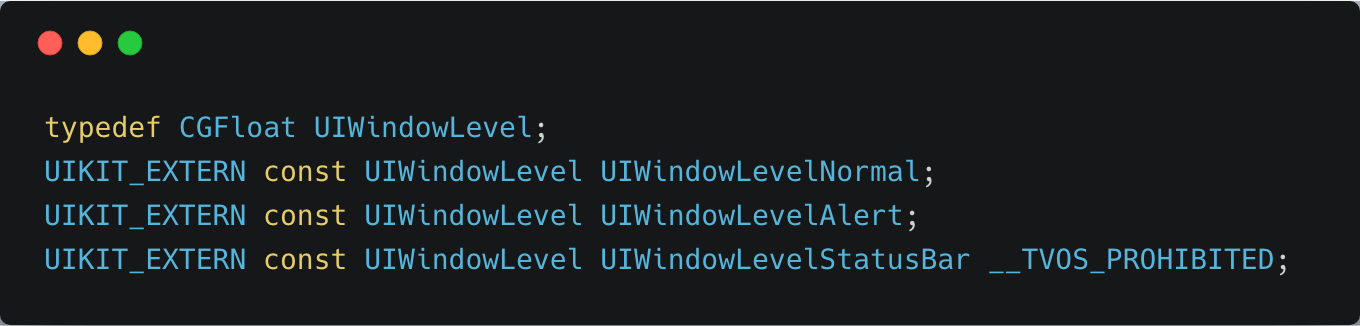 typedef CGFloat UIWindowLevel;
UIKIT_EXTERN const UIWindowLevel UIWindowLevelNormal;
UIKIT_EXTERN const UIWindowLevel UIWindowLevelAlert;
UIKIT_EXTERN const UIWindowLevel UIWindowLevelStatusBar __TVOS_PROHIBITED;